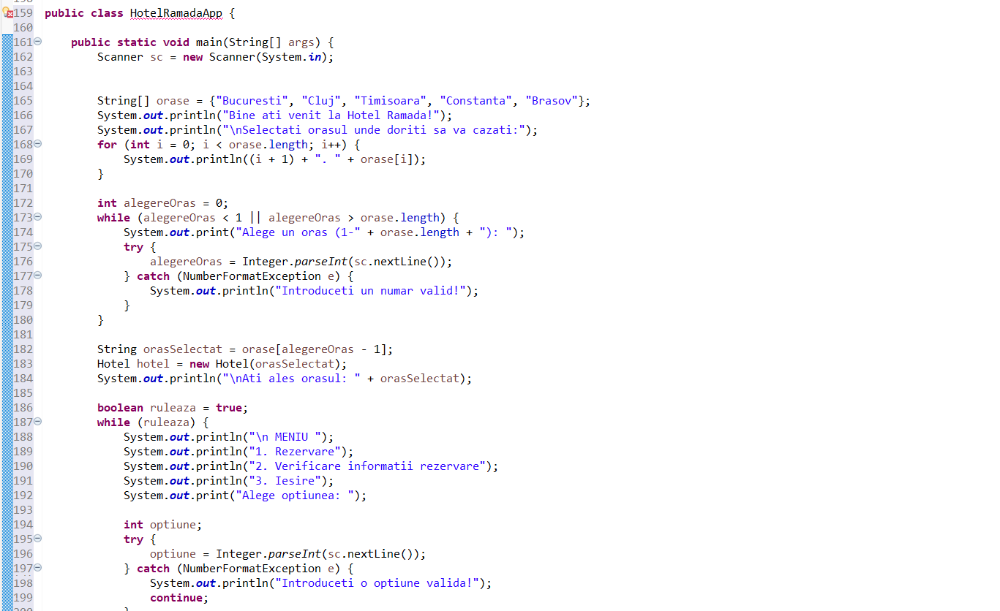 159 public class HotelRamadaApp {
160
161     public static void main(String[] args) {
162         Scanner sc = new Scanner(System.in);
163
164
165         String[] orase = {"Bucuresti", "Cluj", "Timisoara", "Constanta", "Brasov"};
166         System.out.println("Bine ati venit la Hotel Ramada!");
167         System.out.println("\nSelectati orasul unde doriti sa va cazati:");
168         for (int i = 0; i < orase.length; i++) {
169             System.out.println((i + 1) + ". " + orase[i]);
170         }
171
172         int alegereOras = 0;
173         while (alegereOras < 1 || alegereOras > orase.length) {
174             System.out.print("Alege un oras (1-" + orase.length + "): ");
175             try {
176                 alegereOras = Integer.parseInt(sc.nextLine());
177             } catch (NumberFormatException e) {
178                 System.out.println("Introduceti un numar valid!");
179             }
180         }
181
182         String orasSelectat = orase[alegereOras - 1];
183         Hotel hotel = new Hotel(orasSelectat);
184         System.out.println("\nAti ales orasul: " + orasSelectat);
185
186         boolean ruleaza = true;
187         while (ruleaza) {
188             System.out.println("\n MENIU ");
189             System.out.println("1. Rezervare");
190             System.out.println("2. Verificare informatii rezervare");
191             System.out.println("3. Iesire");
192             System.out.print("Alege optiunea: ");
193
194             int optiune;
195             try {
196                 optiune = Integer.parseInt(sc.nextLine());
197             } catch (NumberFormatException e) {
198                 System.out.println("Introduceti o optiune valida!");
199                 continue;